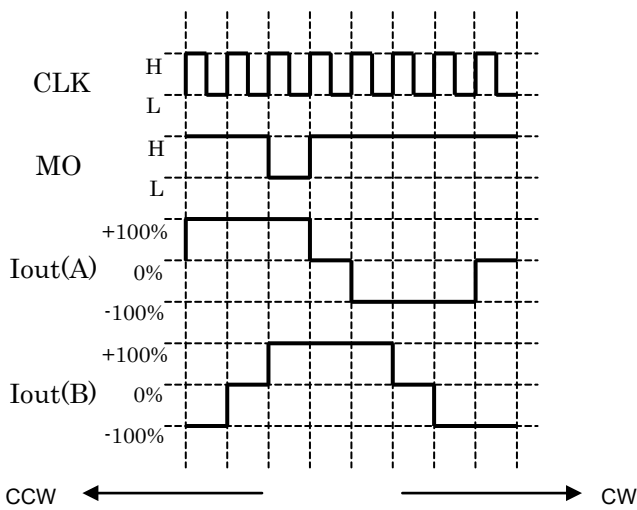 CLK
H
L
MO
H
L
Iout(A)
+100%
0%
-100%
Iout(B)
+100%
0%
-100%
CCW
CW